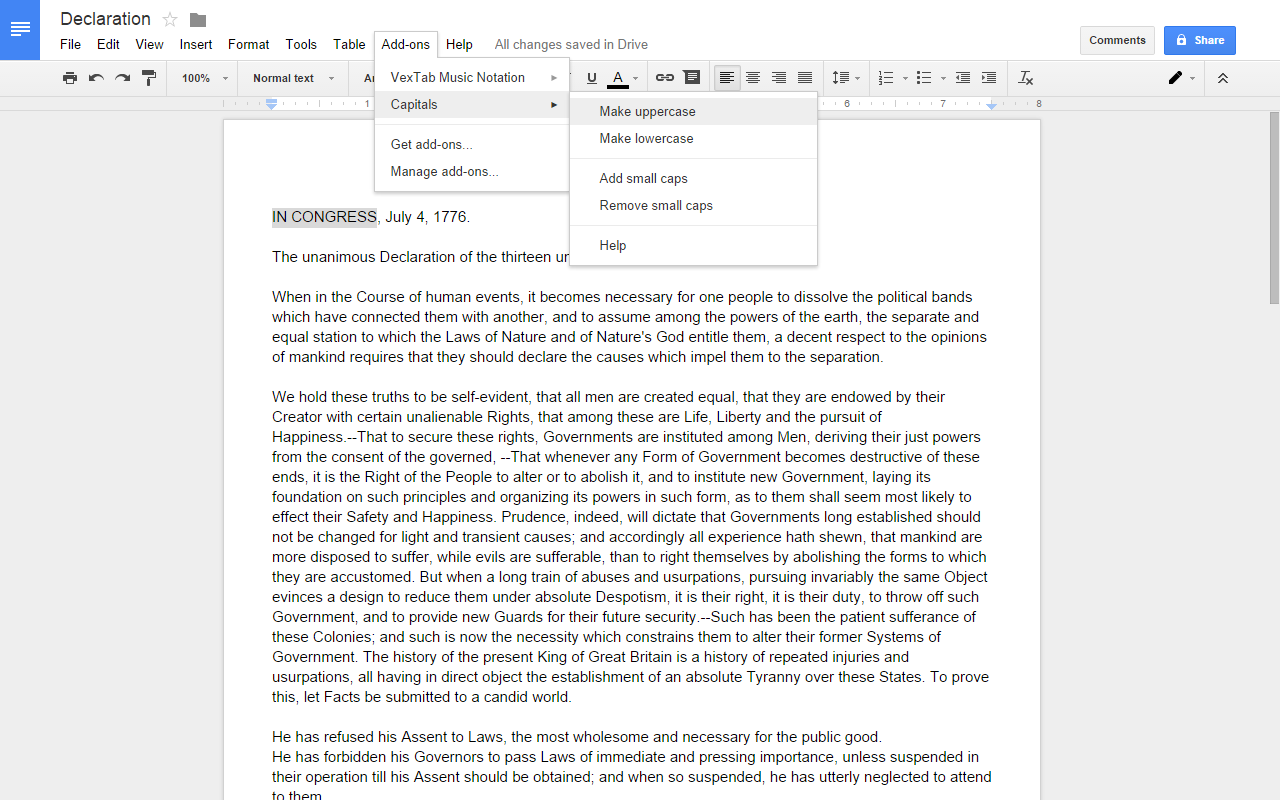 Declaration
File Edit View Insert Format Tools Table Add-ons Help All changes saved in Drive
Comments
Share
100% Normal text
VexTab Music Notation
Capitals
Get add-ons...
Manage add-ons...
Make uppercase
Make lowercase
Add small caps
Remove small caps
Help
1 6 7 8
IN CONGRESS, July 4, 1776.
The unanimous Declaration of the thirteen
When in the Course of human events, it becomes necessary for one people to dissolve the political bands
which have connected them with another, and to assume among the powers of the earth, the separate and
equal station to which the Laws of Nature and of Nature's God entitle them, a decent respect to the opinions
of mankind requires that they should declare the causes which impel them to the separation.
We hold these truths to be self-evident, that all men are created equal, that they are endowed by their
Creator with certain unalienable Rights, that among these are Life, Liberty and the pursuit of
Happiness.--That to secure these rights, Governments are instituted among Men, deriving their just powers
from the consent of the governed, --That whenever any Form of Government becomes destructive of these
ends, it is the Right of the People to alter or to abolish it, and to institute new Government, laying its
foundation on such principles and organizing its powers in such form, as to them shall seem most likely to
effect their Safety and Happiness. Prudence, indeed, will dictate that Governments long established should
not be changed for light and transient causes; and accordingly all experience hath shewn, that mankind are
more disposed to suffer, while evils are sufferable, than to right themselves by abolishing the forms to which
they are accustomed. But when a long train of abuses and usurpations, pursuing invariably the same Object
evinces a design to reduce them under absolute Despotism, it is their right, it is their duty, to throw off such
Government, and to provide new Guards for their future security.--Such has been the patient sufferance of
these Colonies; and such is now the necessity which constrains them to alter their former Systems of
Government. The history of the present King of Great Britain is a history of repeated injuries and
usurpations, all having in direct object the establishment of an absolute Tyranny over these States. To prove
this, let Facts be submitted to a candid world.
He has refused his Assent to Laws, the most wholesome and necessary for the public good.
He has forbidden his Governors to pass Laws of immediate and pressing importance, unless suspended in
their operation till his Assent should be obtained; and when so suspended, he has utterly neglected to attend
to them.